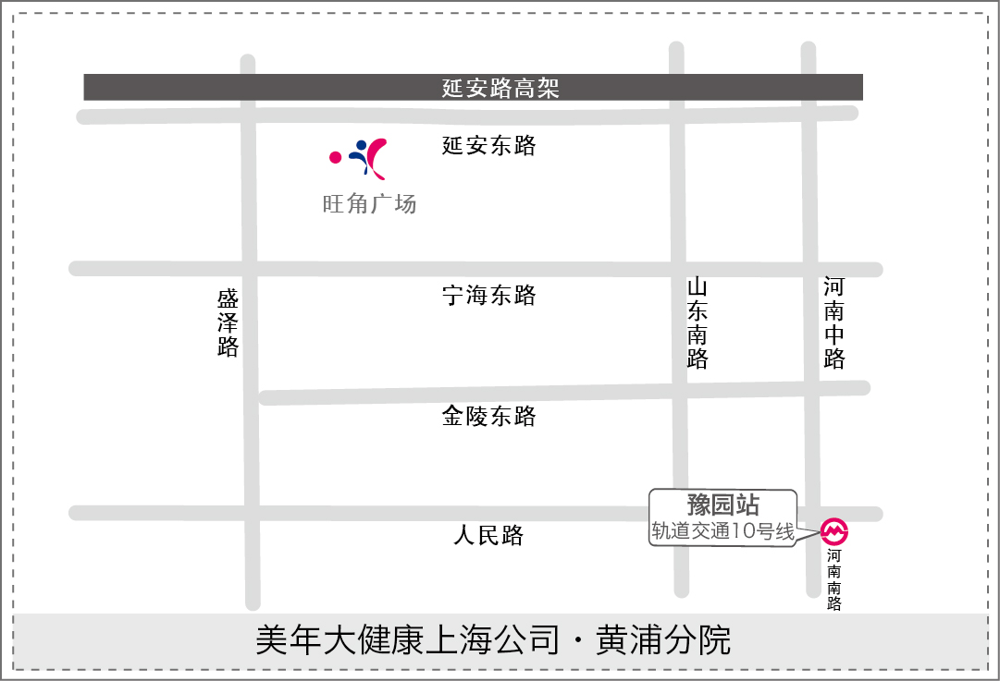 延安路高架
延安东路
旺角广场
宁海东路
盛泽路
山东南路
河南中路
金陵东路
豫园站
轨道交通10号线
人民路
河南南路
美年大健康上海公司·黄浦分院